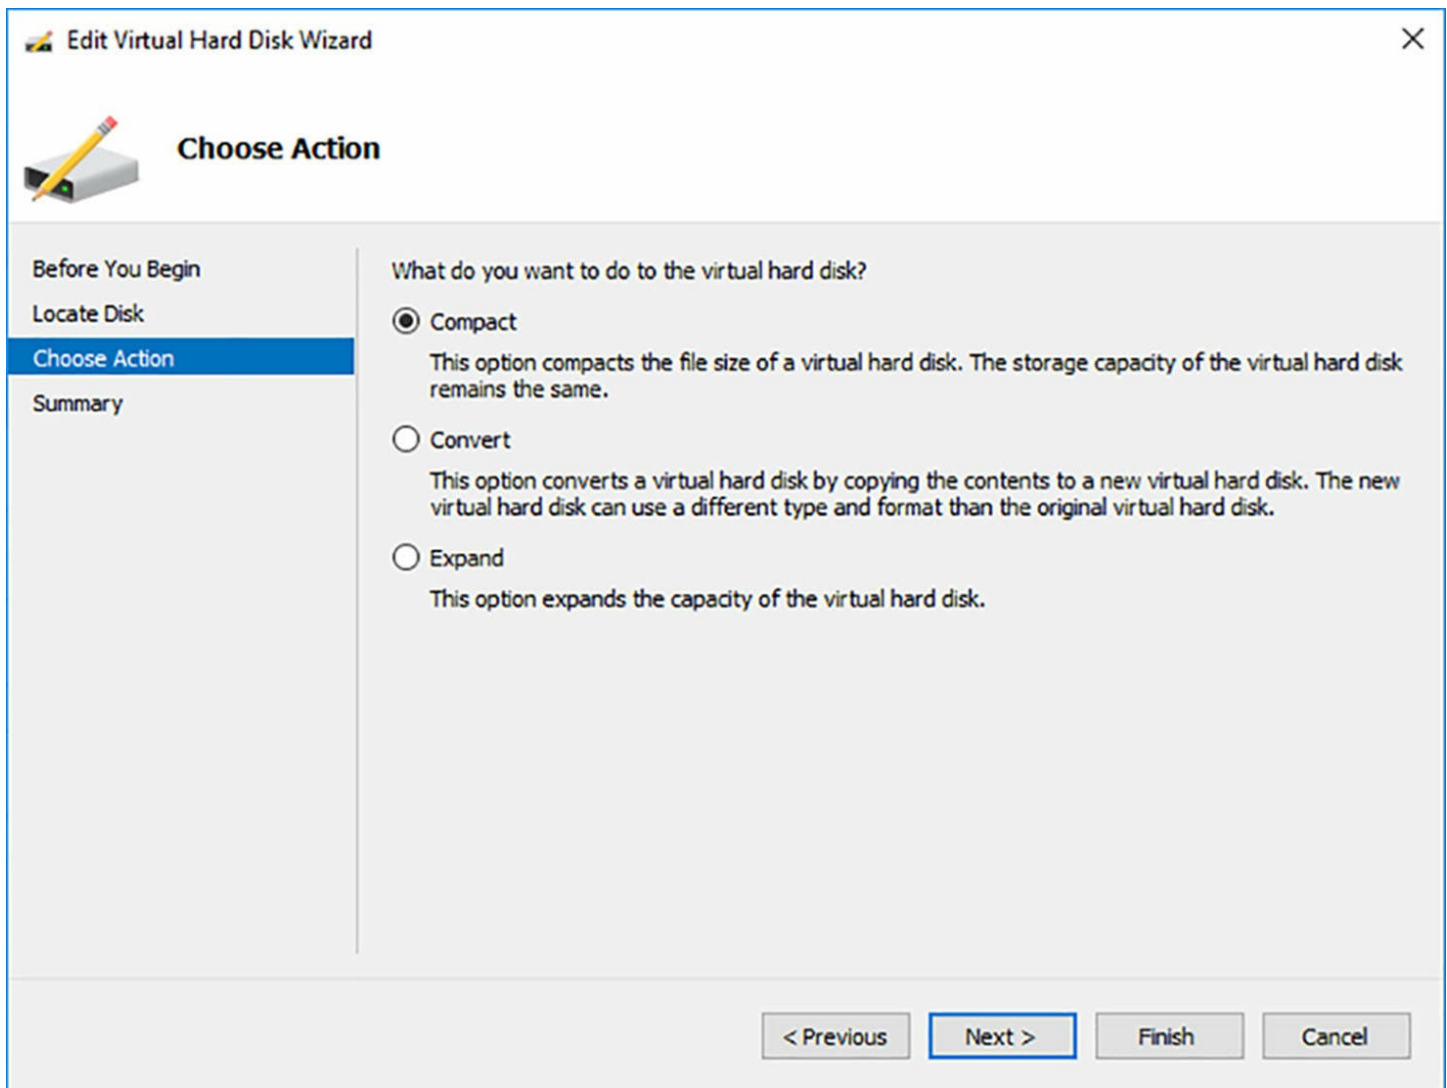 Edit Virtual Hard Disk Wizard
Choose Action
Before You Begin
Locate Disk
Choose Action
Summary
What do you want to do to the virtual hard disk?
Compact
This option compacts the file size of a virtual hard disk. The storage capacity of the virtual hard disk
remains the same.
Convert
This option converts a virtual hard disk by copying the contents to a new virtual hard disk. The new
virtual hard disk can use a different type and format than the original virtual hard disk.
Expand
This option expands the capacity of the virtual hard disk.
< Previous
Next >
Finish
Cancel